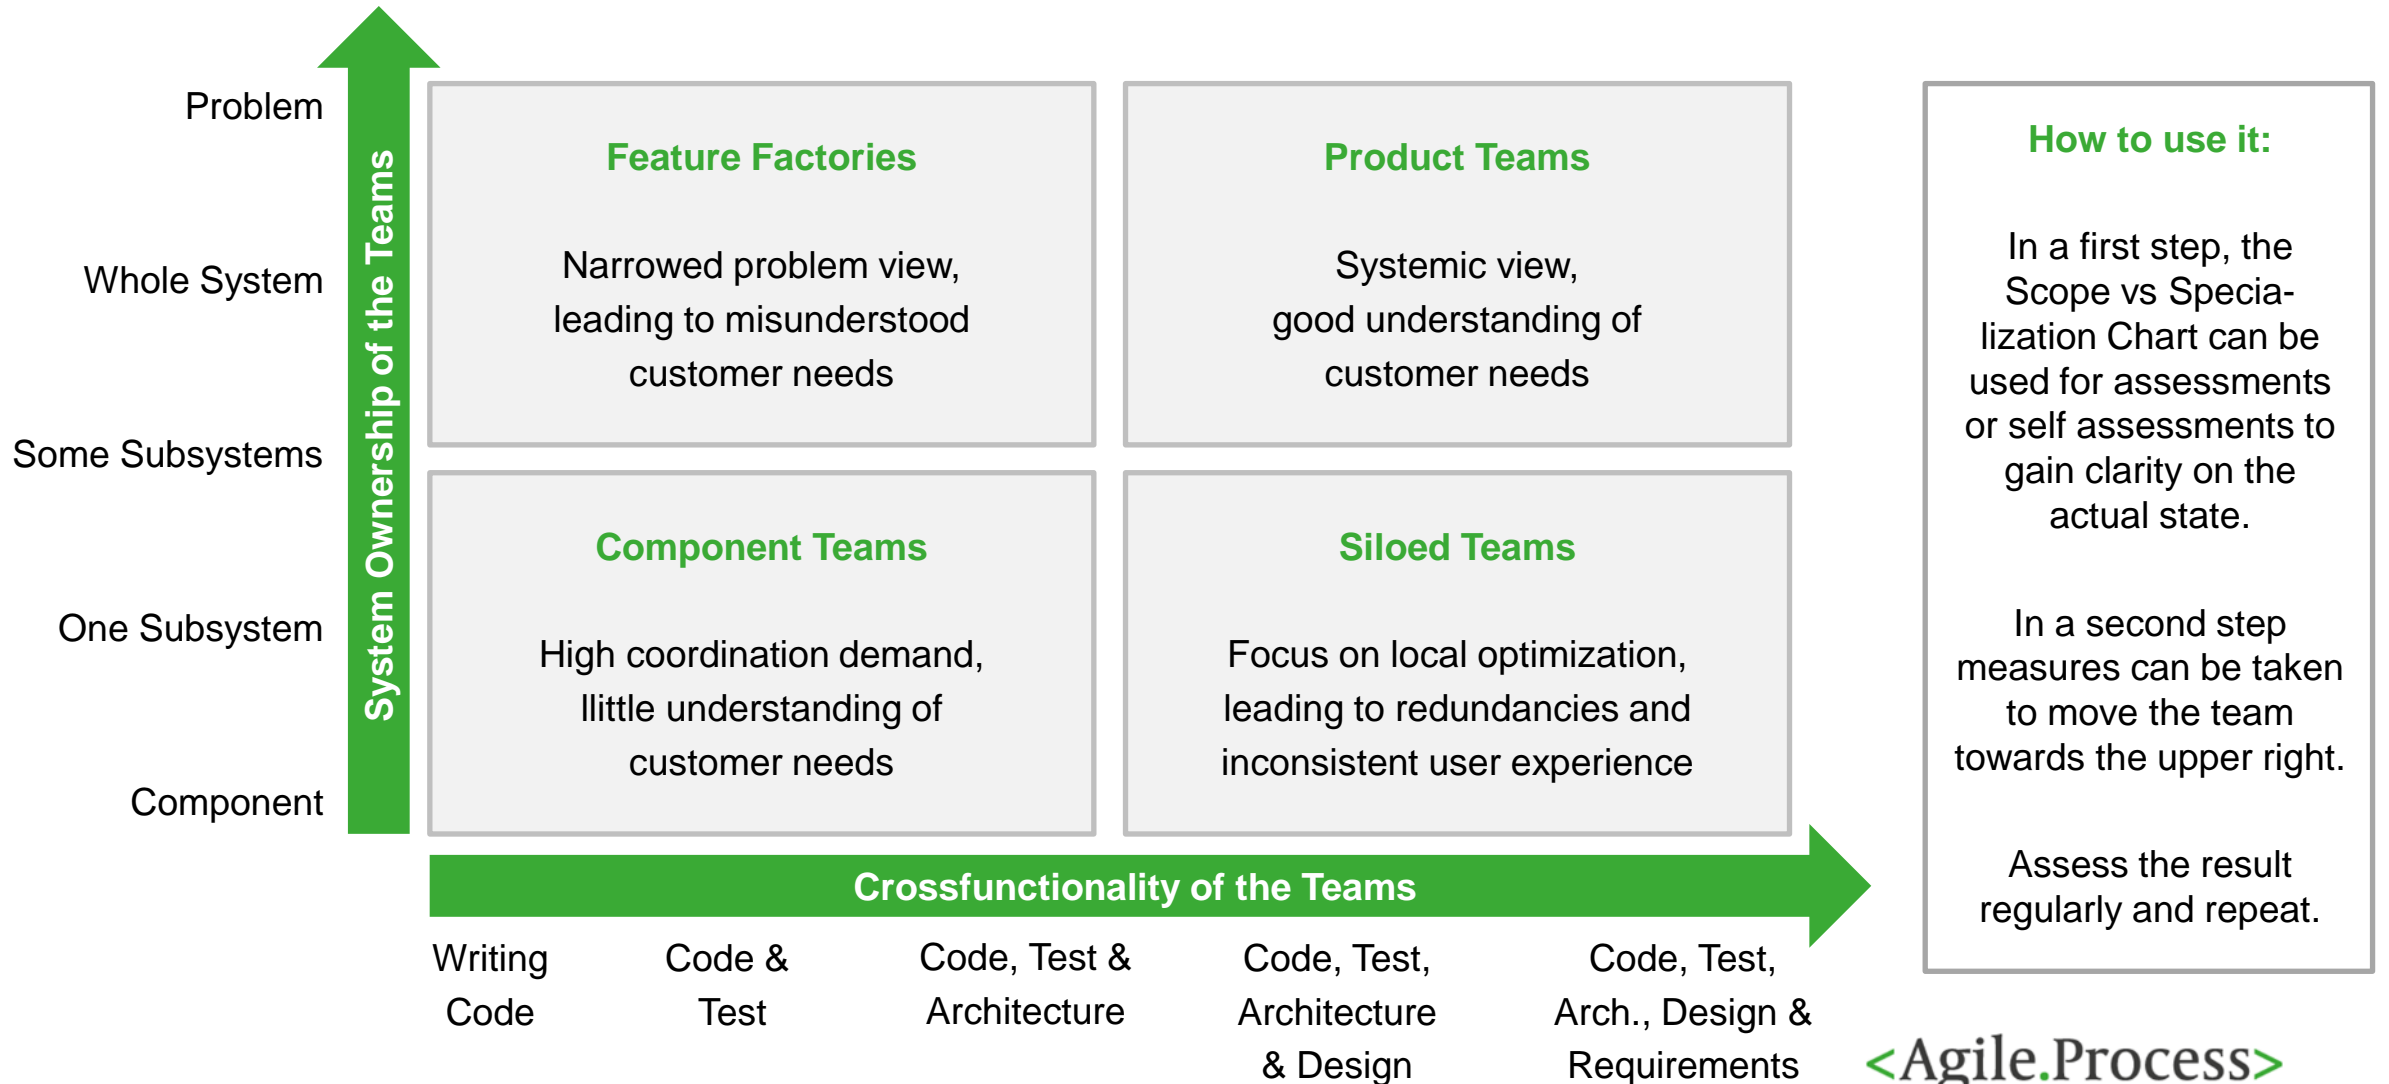 Problem
Whole System
Some Subsystems
One Subsystem
Component
System Ownership of the Teams
Feature Factories
Narrowed problem view,
leading to misunderstood
customer needs
Product Teams
Systemic view,
good understanding of
customer needs
Component Teams
High coordination demand,
llittle understanding of
customer needs
Siloed Teams
Focus on local optimization,
leading to redundancies and
inconsistent user experience
Crossfunctionality of the Teams
Writing
Code
Code &
Test
Code, Test &
Architecture
Code, Test,
Architecture
& Design
Code, Test,
Arch., Design &
Requirements
How to use it:
In a first step, the
Scope vs Specia-
lization Chart can be
used for assessments
or self assessments to
gain clarity on the
actual state.
In a second step
measures can be taken
to move the team
towards the upper right.
Assess the result
regularly and repeat.
<Agile.Process>